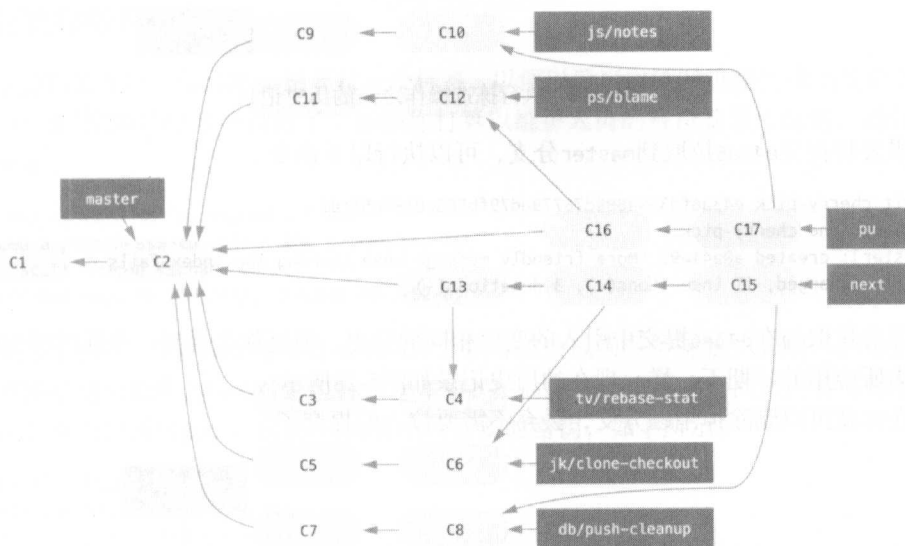 C9 C10 js/notes
C11 C12 ps/blame
master
C16 C17 pu
C1 C2
C13 C14 C15 next
C3 C4 tv/rebase-stat
C5 C6 jk/clone-checkout
C7 C8 db/push-cleanup